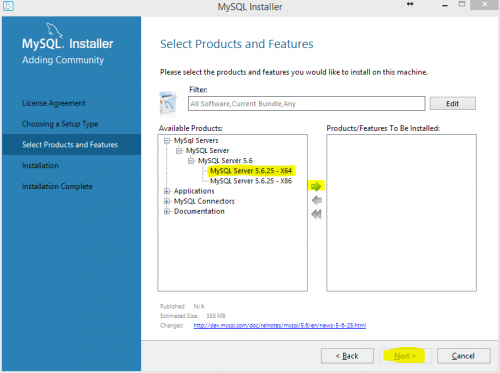 MySQL Installer
MySQL. Installer
Adding Community
License Agreement
Choosing a Setup Type
Select Products and Features
Installation
Installation Complete
Select Products and Features
Please select the products and features you would like to install on this machine.
Filter:
All Software,Current Bundle,Any
Edit
Available Products:
MySql Servers
MySQL Server
MySQL Server 5.6
MySQL Server 5.6.25 - X64
MySQL Server 5.6.25 - X86
Applications
MySQL Connectors
Documentation
Products/Features To Be Installed:
Published: N/A
Estimated Size: 388 MB
Changes: http://dev.mysql.com/doc/relnotes/mysql/5.6/en/news-5-6-25.html
< Back
Next >
Cancel